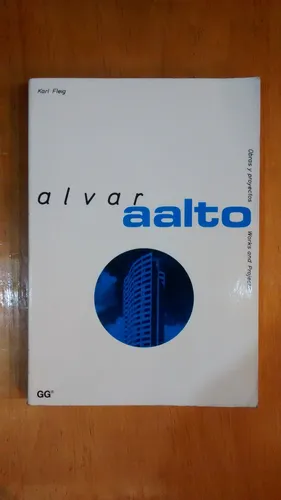 Karl Fleig
alvar
aalto
Obras y proyectos Works and Projects
GG®